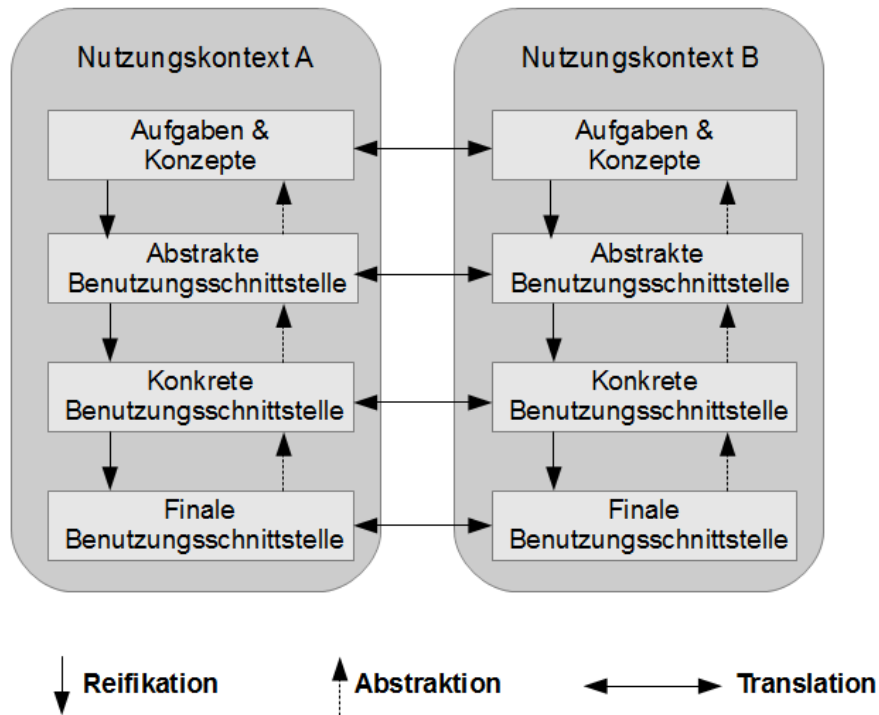 Nutzungskontext A
Aufgaben &
Konzepte
Abstrakte
Benutzungsschnittstelle
Konkrete
Benutzungsschnittstelle
Finale
Benutzungsschnittstelle
Nutzungskontext B
Aufgaben &
Konzepte
Abstrakte
Benutzungsschnittstelle
Konkrete
Benutzungsschnittstelle
Finale
Benutzungsschnittstelle
Reifikation
Abstraktion
Translation